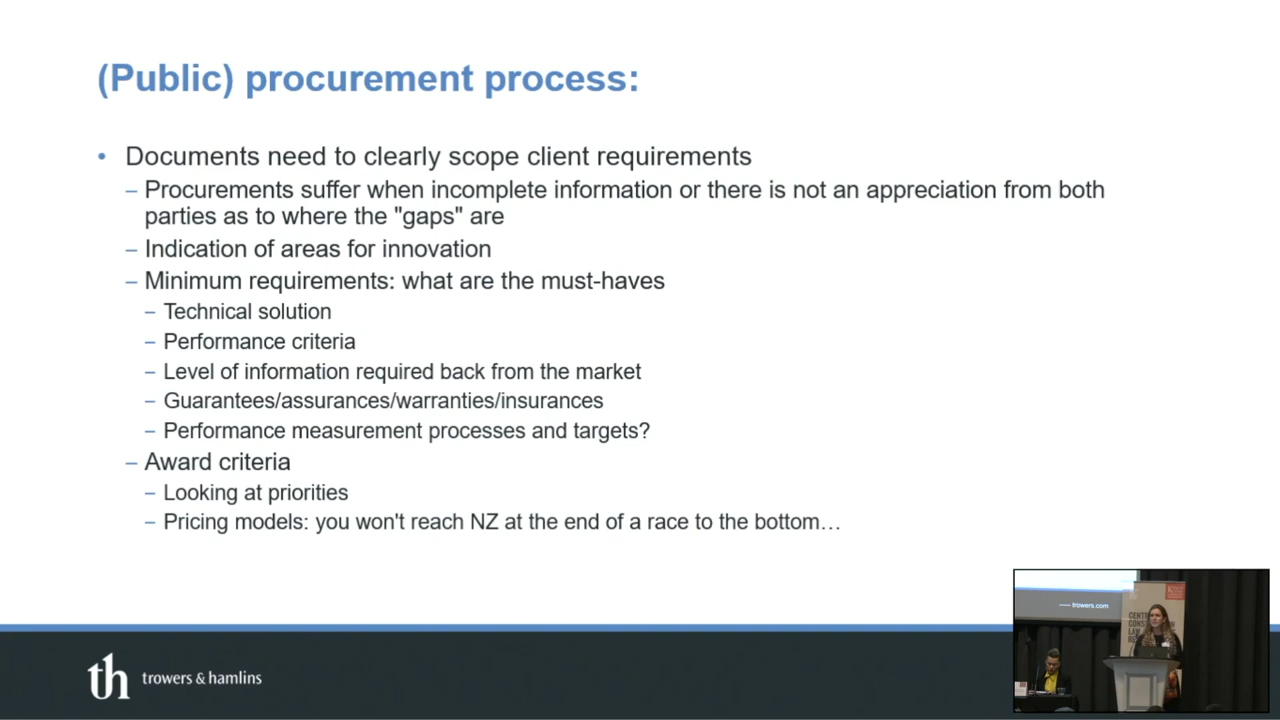 (Public) procurement process:
• Documents need to clearly scope client requirements
– Procurements suffer when incomplete information or there is not an appreciation from both
parties as to where the "gaps" are
– Indication of areas for innovation
– Minimum requirements: what are the must-haves
– Technical solution
– Performance criteria
– Level of information required back from the market
– Guarantees/assurances/warranties/insurances
– Performance measurement processes and targets?
– Award criteria
– Looking at priorities
– Pricing models: you won't reach NZ at the end of a race to the bottom…
th trowers & hamlins
trowers.com